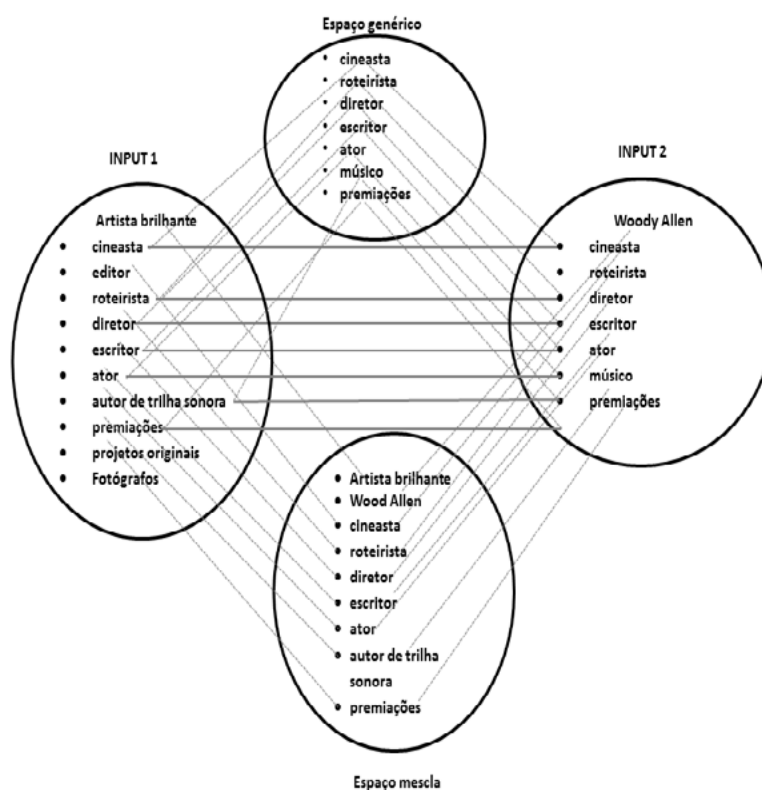 Espaço genérico
• cineasta
• roteirista
• diretor
• escritor
• ator
• músico
• premiações
INPUT 1
Artista brilhante
• cineasta
• editor
• roteirista
• diretor
• escritor
• ator
• autor de trilha sonora
• premiações
• projetos originais
• Fotógrafos
INPUT 2
Woody Allen
• cineasta
• roteirista
• diretor
• escritor
• ator
• músico
• premiações
• Artista brilhante
• Wood Allen
• cineasta
• roteirista
• diretor
• escritor
• ator
• autor de trilha
sonora
• premiações
Espaço mescla